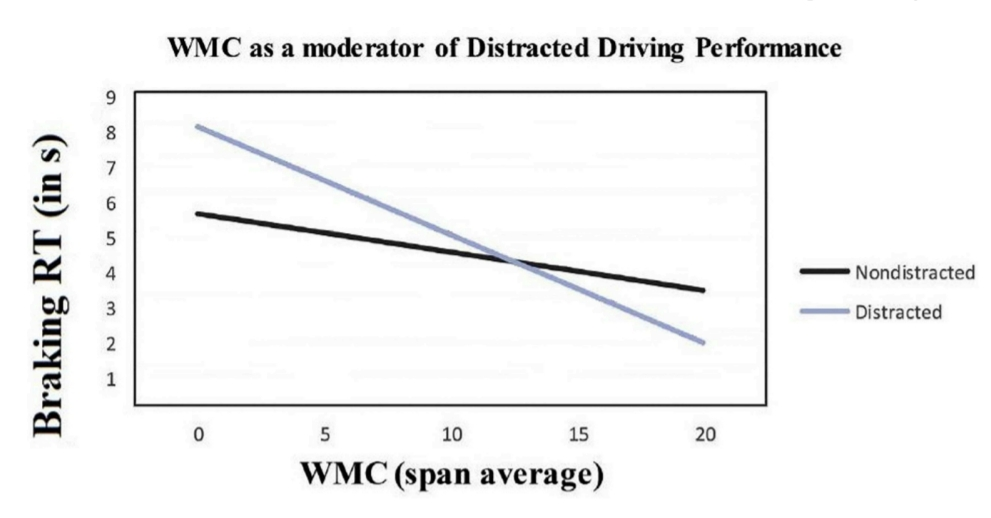 WMC as a moderator of Distracted Driving Performance
Braking RT (in s)
9
8
7
6
5
4
3
2
1
0 5 10 15 20
WMC (span average)
Nondistracted
Distracted